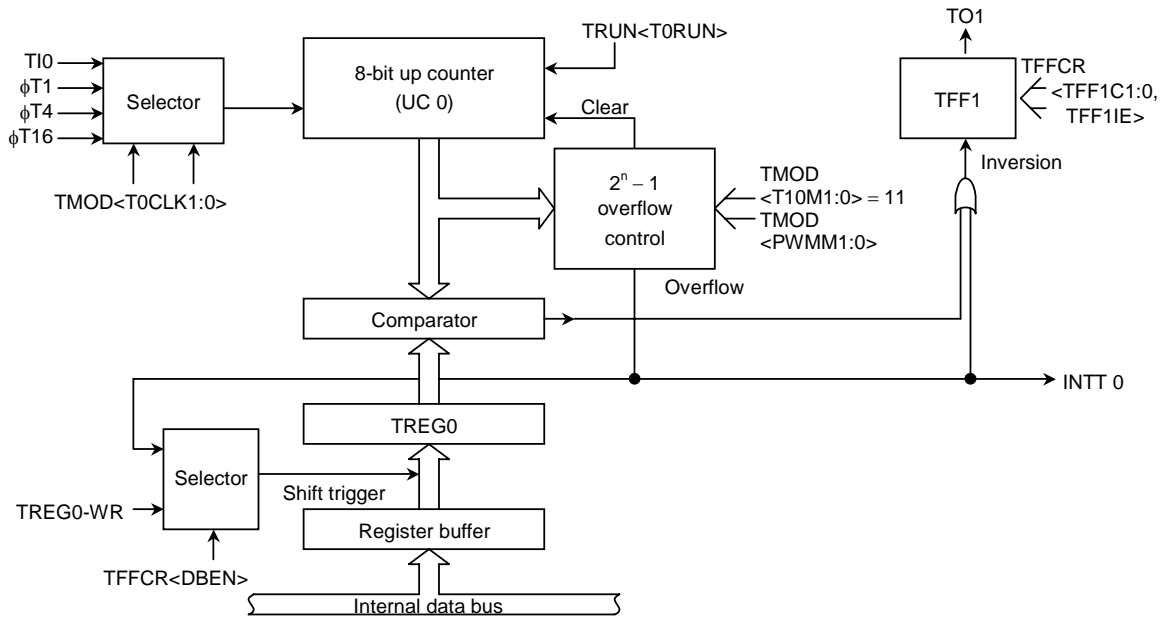 TO1
TI0
ϕT1
ϕT4
ϕT16
Selector
TMOD<T0CLK1:0>
8-bit up counter
(UC 0)
TRUN<T0RUN>
Clear
2ⁿ − 1
overflow
control
TMOD
<T10M1:0> = 11
TMOD
<PWMM1:0>
Overflow
TFF1
TFFCR
<TFF1C1:0,
TFF1IE>
Inversion
Comparator
INTT 0
TREG0
Selector
Shift trigger
TREG0-WR
Register buffer
TFFCR<DBEN>
Internal data bus